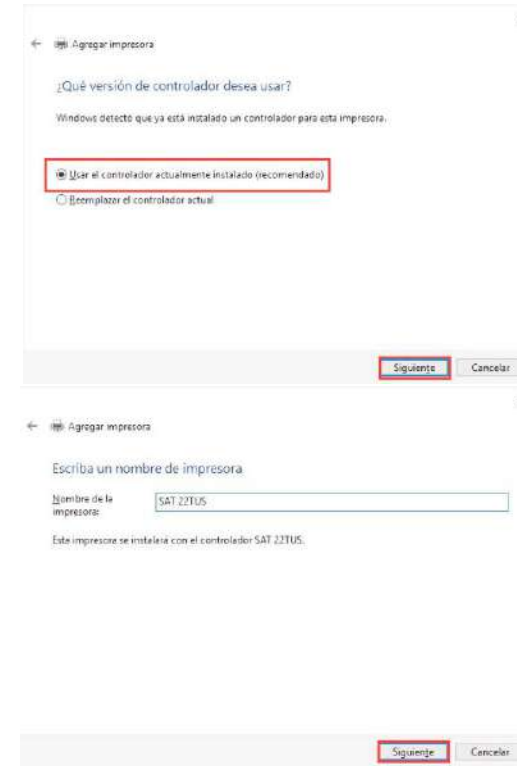 Agregar impresora
¿Qué versión de controlador desea usar?
Windows detectó que ya está instalado un controlador para esta impresora.
Usar el controlador actualmente instalado (recomendado)
Reemplazar el controlador actual
Siguiente
Cancelar
Agregar impresora
Escriba un nombre de impresora
Nombre de la
impresora:
SAT 22TUS
Esta impresora se instalará con el controlador SAT 22TUS.
Siguiente
Cancelar